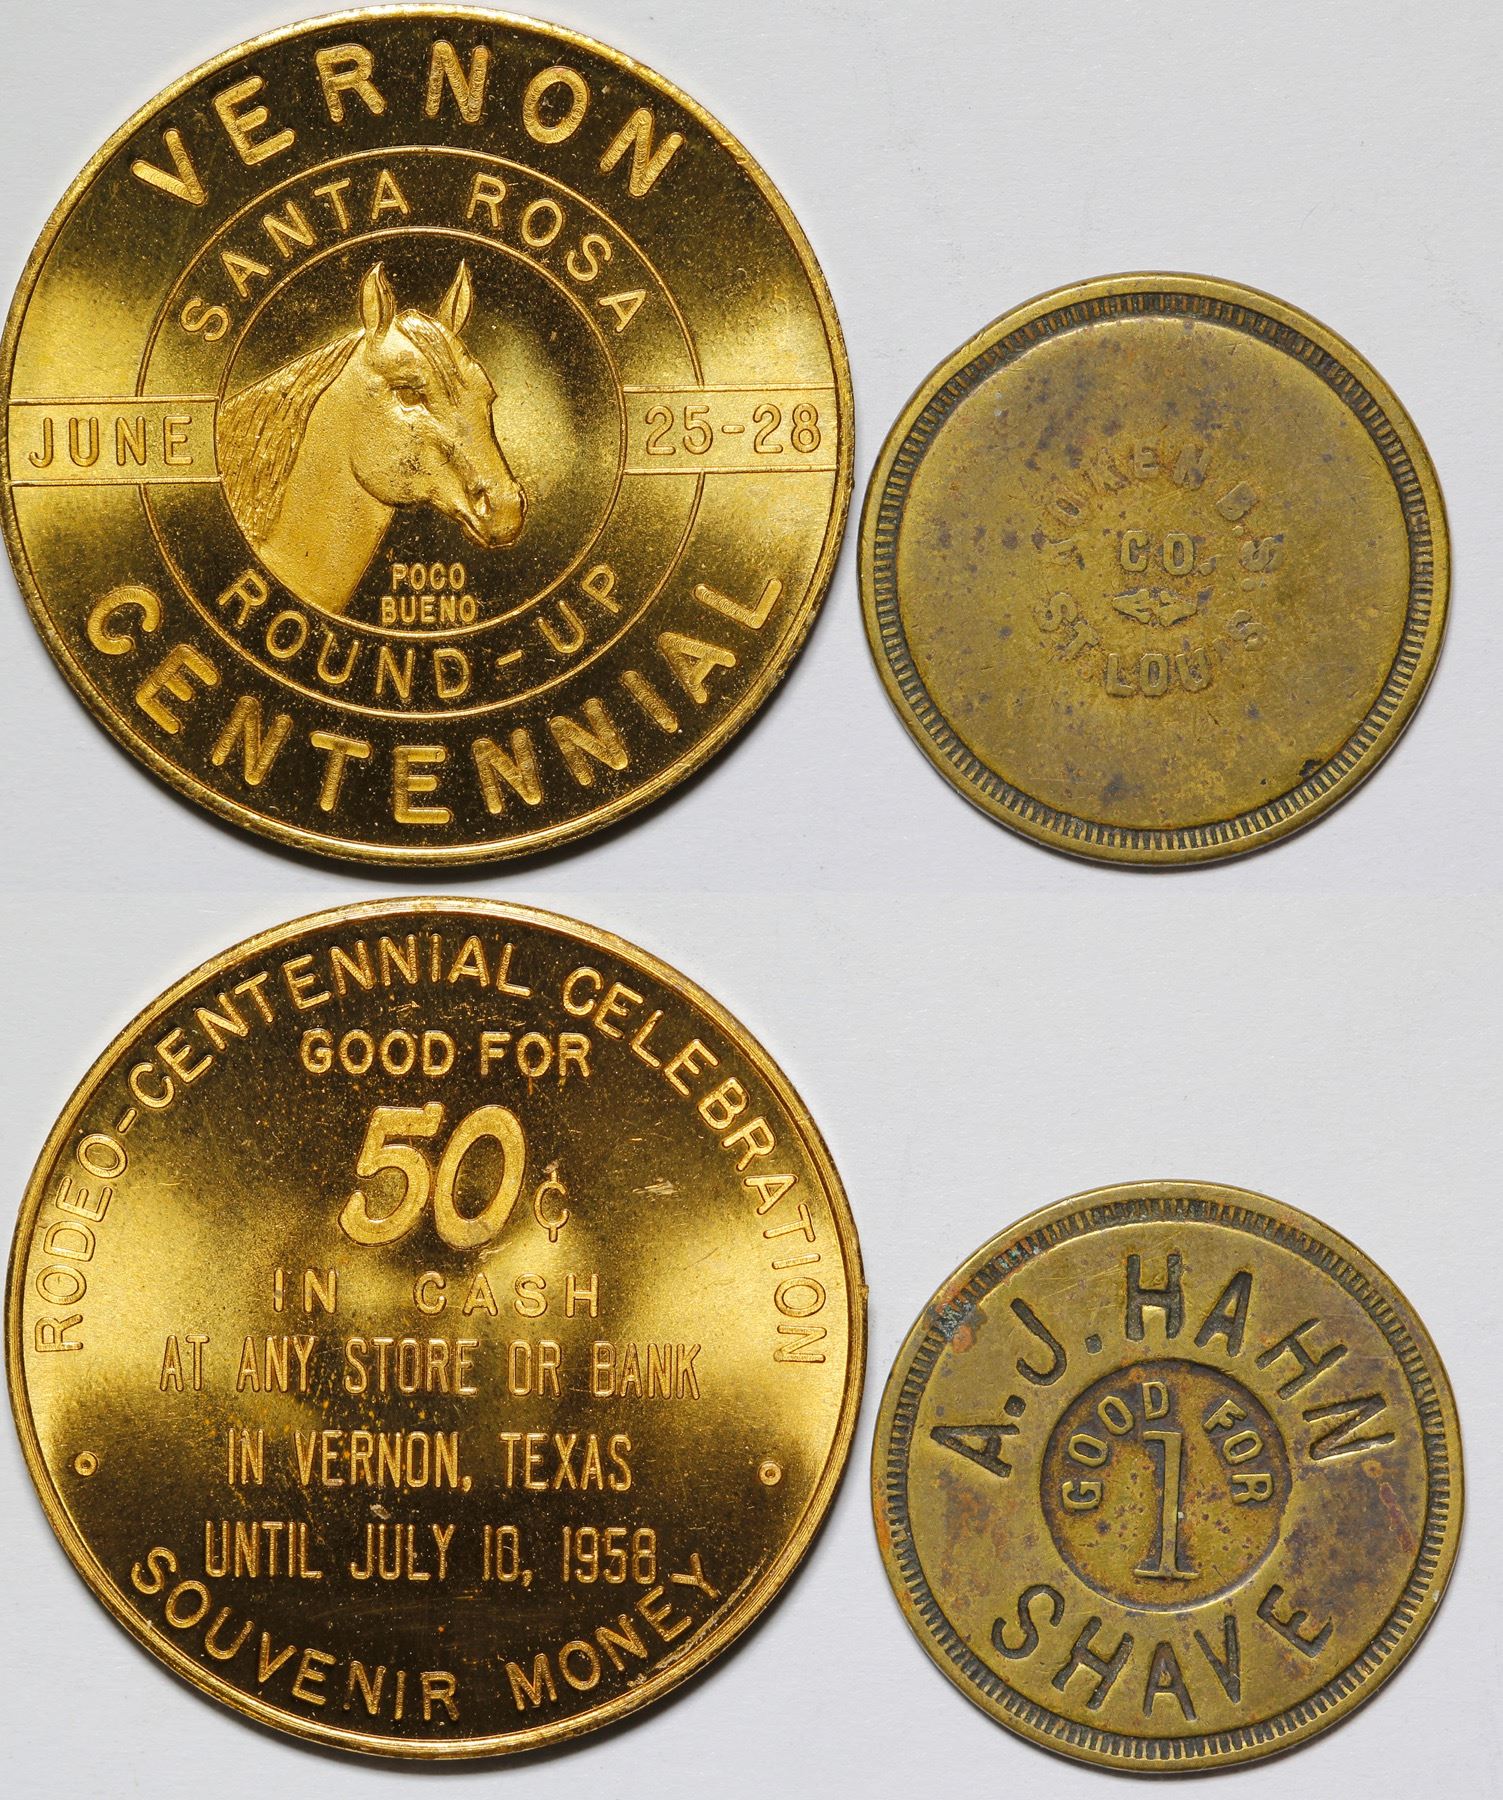 VERNON
SANTA ROSA
JUNE 25-28
POCO
BUENO
ROUND-UP
CENTENNIAL
KOKEN B. S.
CO.
ST. LOUIS
RODEO-CENTENNIAL CELEBRATION
GOOD FOR
50¢
IN CASH
AT ANY STORE OR BANK
IN VERNON, TEXAS
UNTIL JULY 10, 1958
SOUVENIR MONEY
A.J. HAHN
GOOD FOR
1
SHAVE